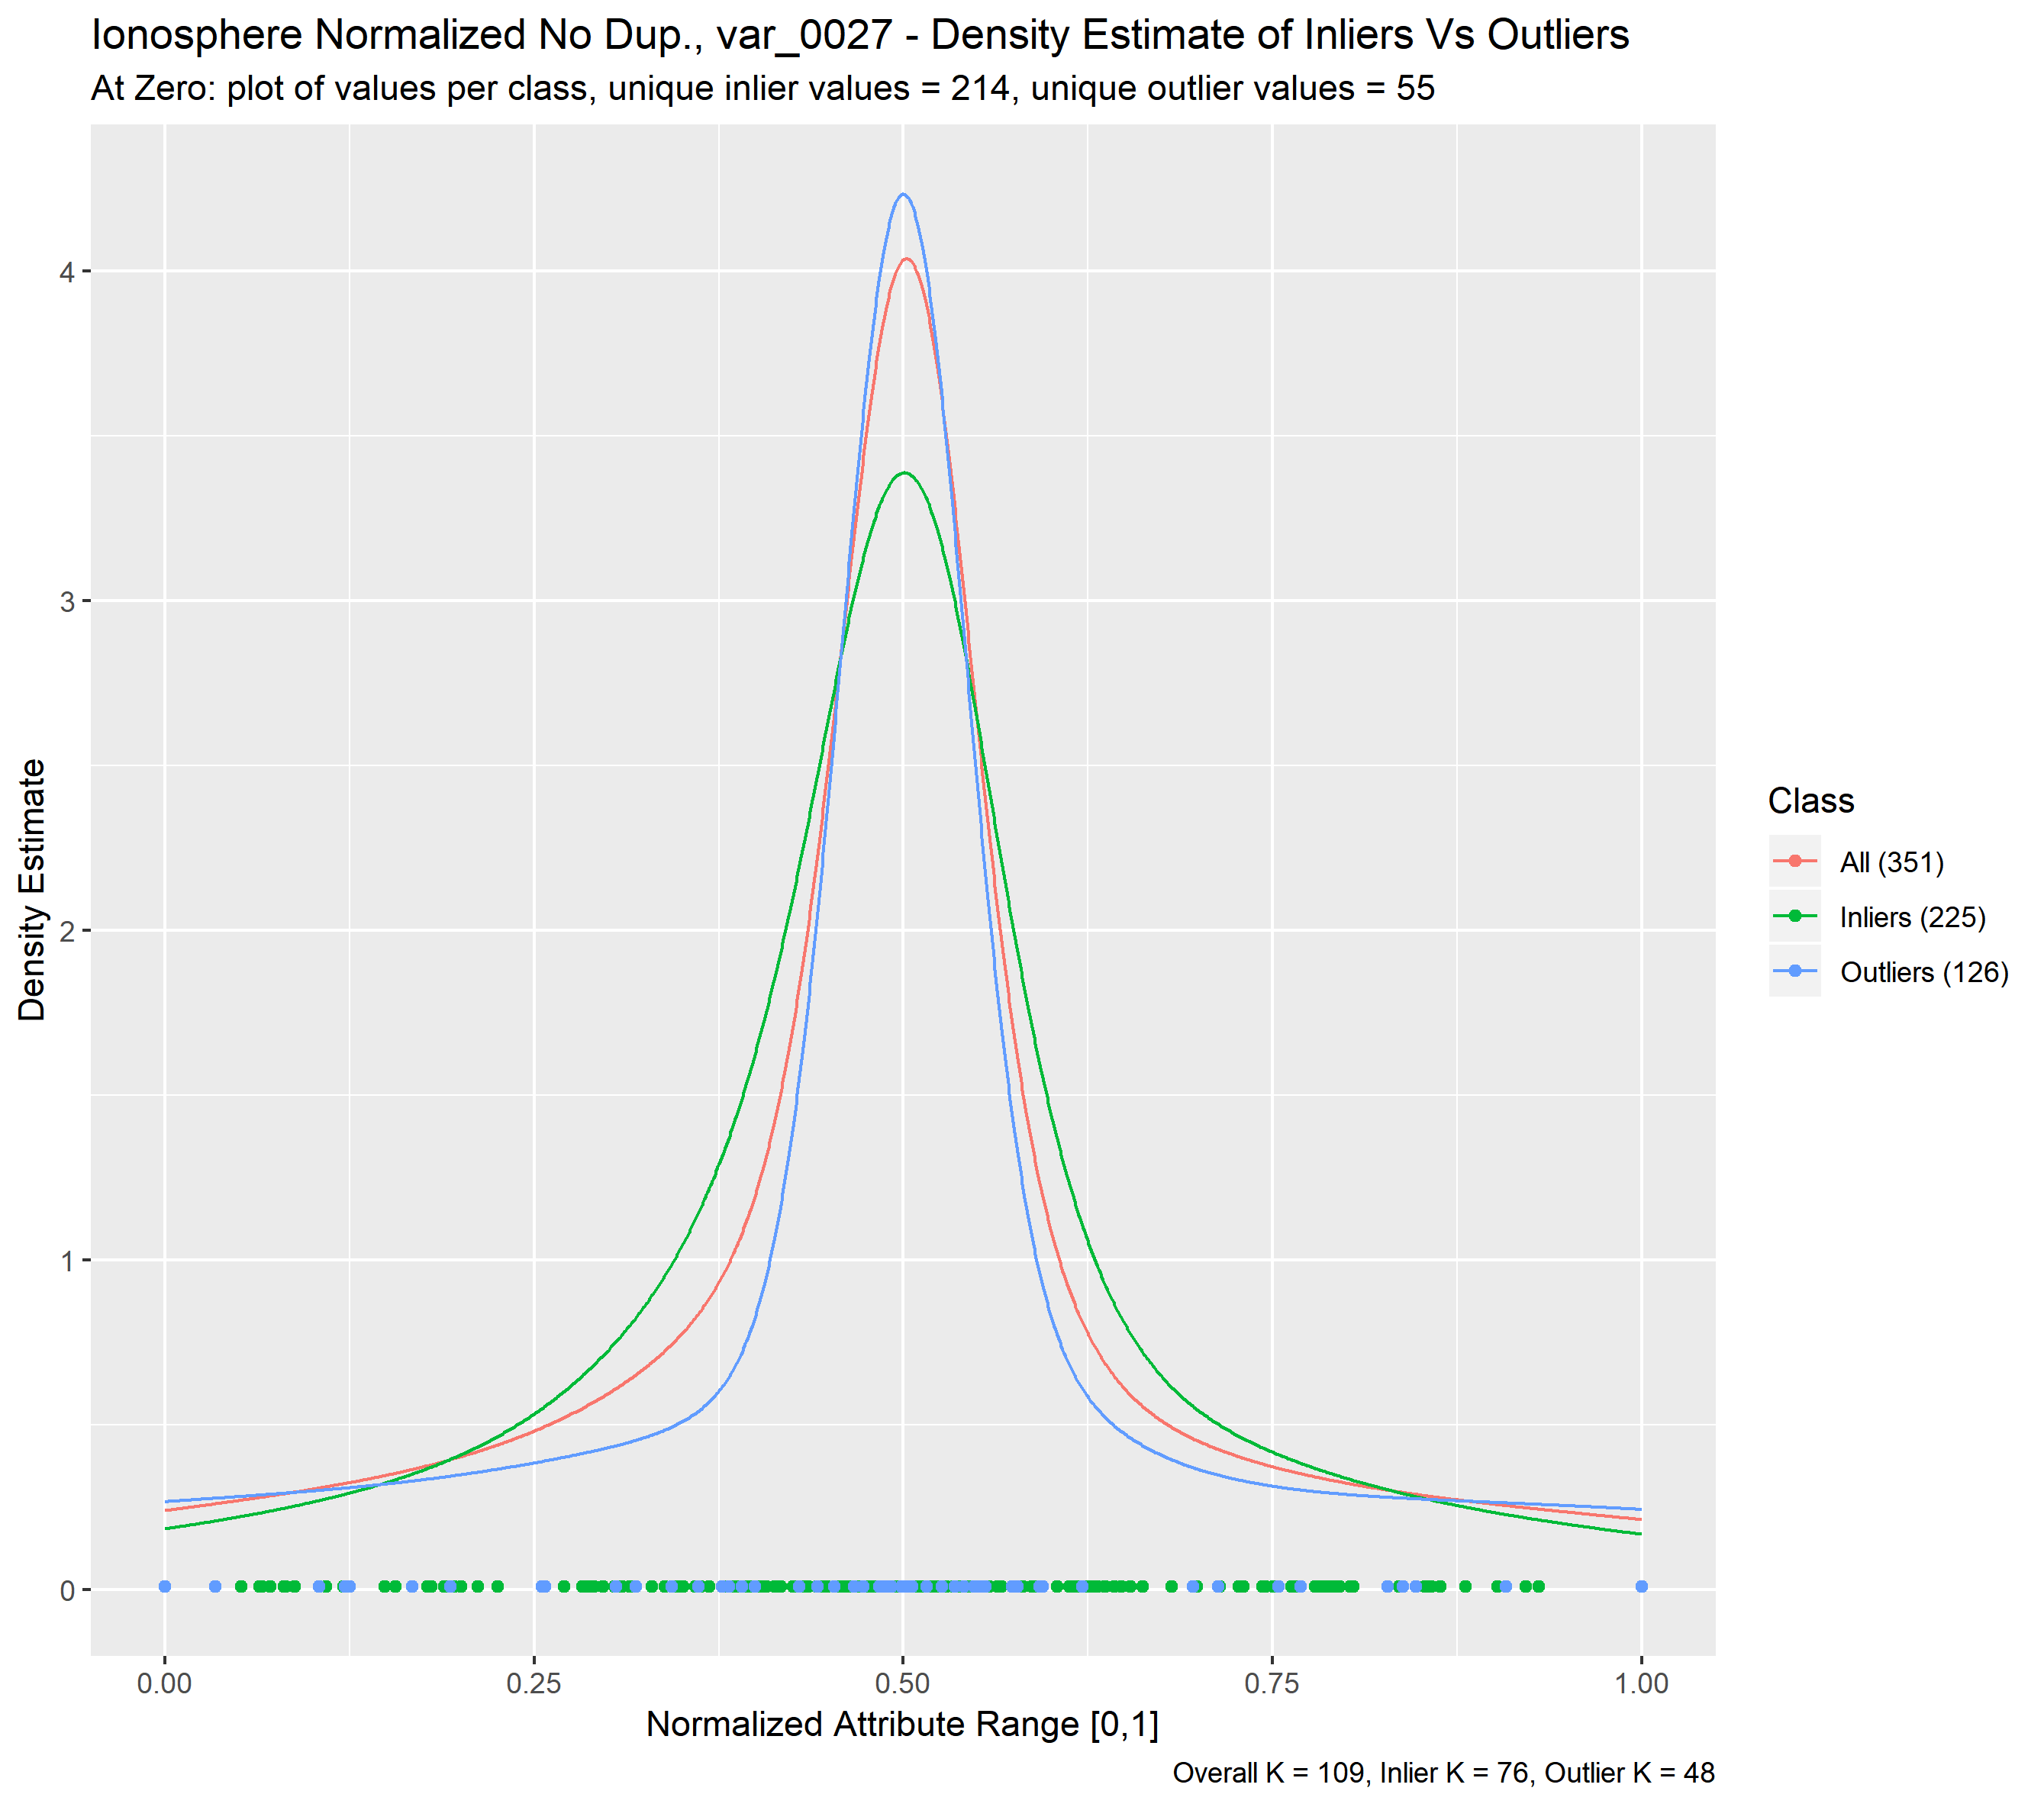 Ionosphere Normalized No Dup., var_0027 - Density Estimate of Inliers Vs Outliers
At Zero: plot of values per class, unique inlier values = 214, unique outlier values = 55
4
3
2
1
0
Density Estimate
0.00 0.25 0.50 0.75 1.00
Normalized Attribute Range [0,1]
Class
All (351)
Inliers (225)
Outliers (126)
Overall K = 109, Inlier K = 76, Outlier K = 48